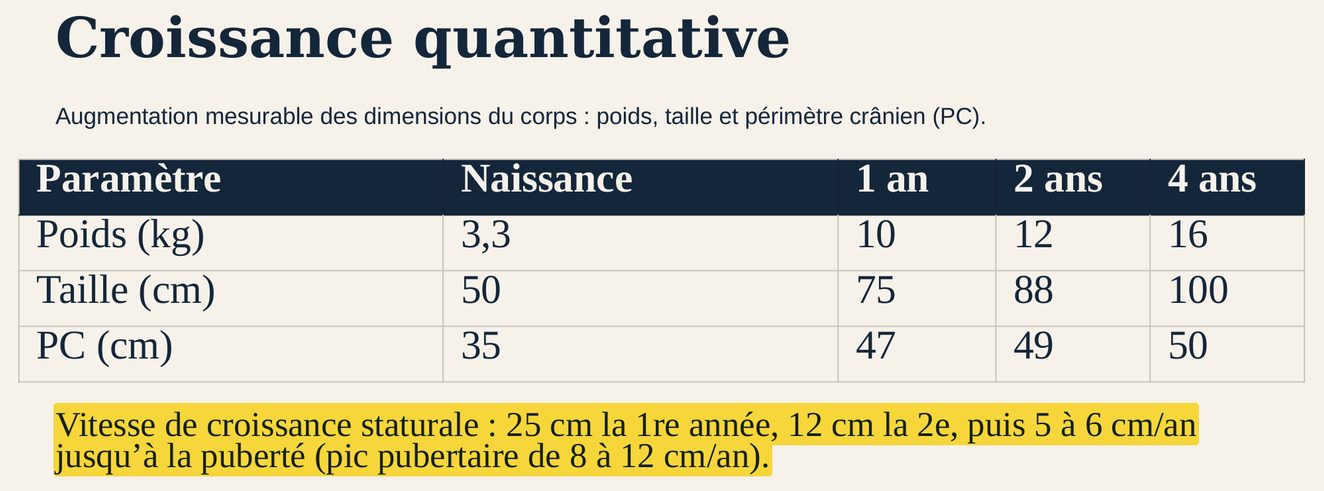 Croissance quantitative
Augmentation mesurable des dimensions du corps : poids, taille et périmètre crânien (PC).
Paramètre Naissance 1 an 2 ans 4 ans
Poids (kg) 3,3 10 12 16
Taille (cm) 50 75 88 100
PC (cm) 35 47 49 50
Vitesse de croissance staturale : 25 cm la 1re année, 12 cm la 2e, puis 5 à 6 cm/an
jusqu’à la puberté (pic pubertaire de 8 à 12 cm/an).